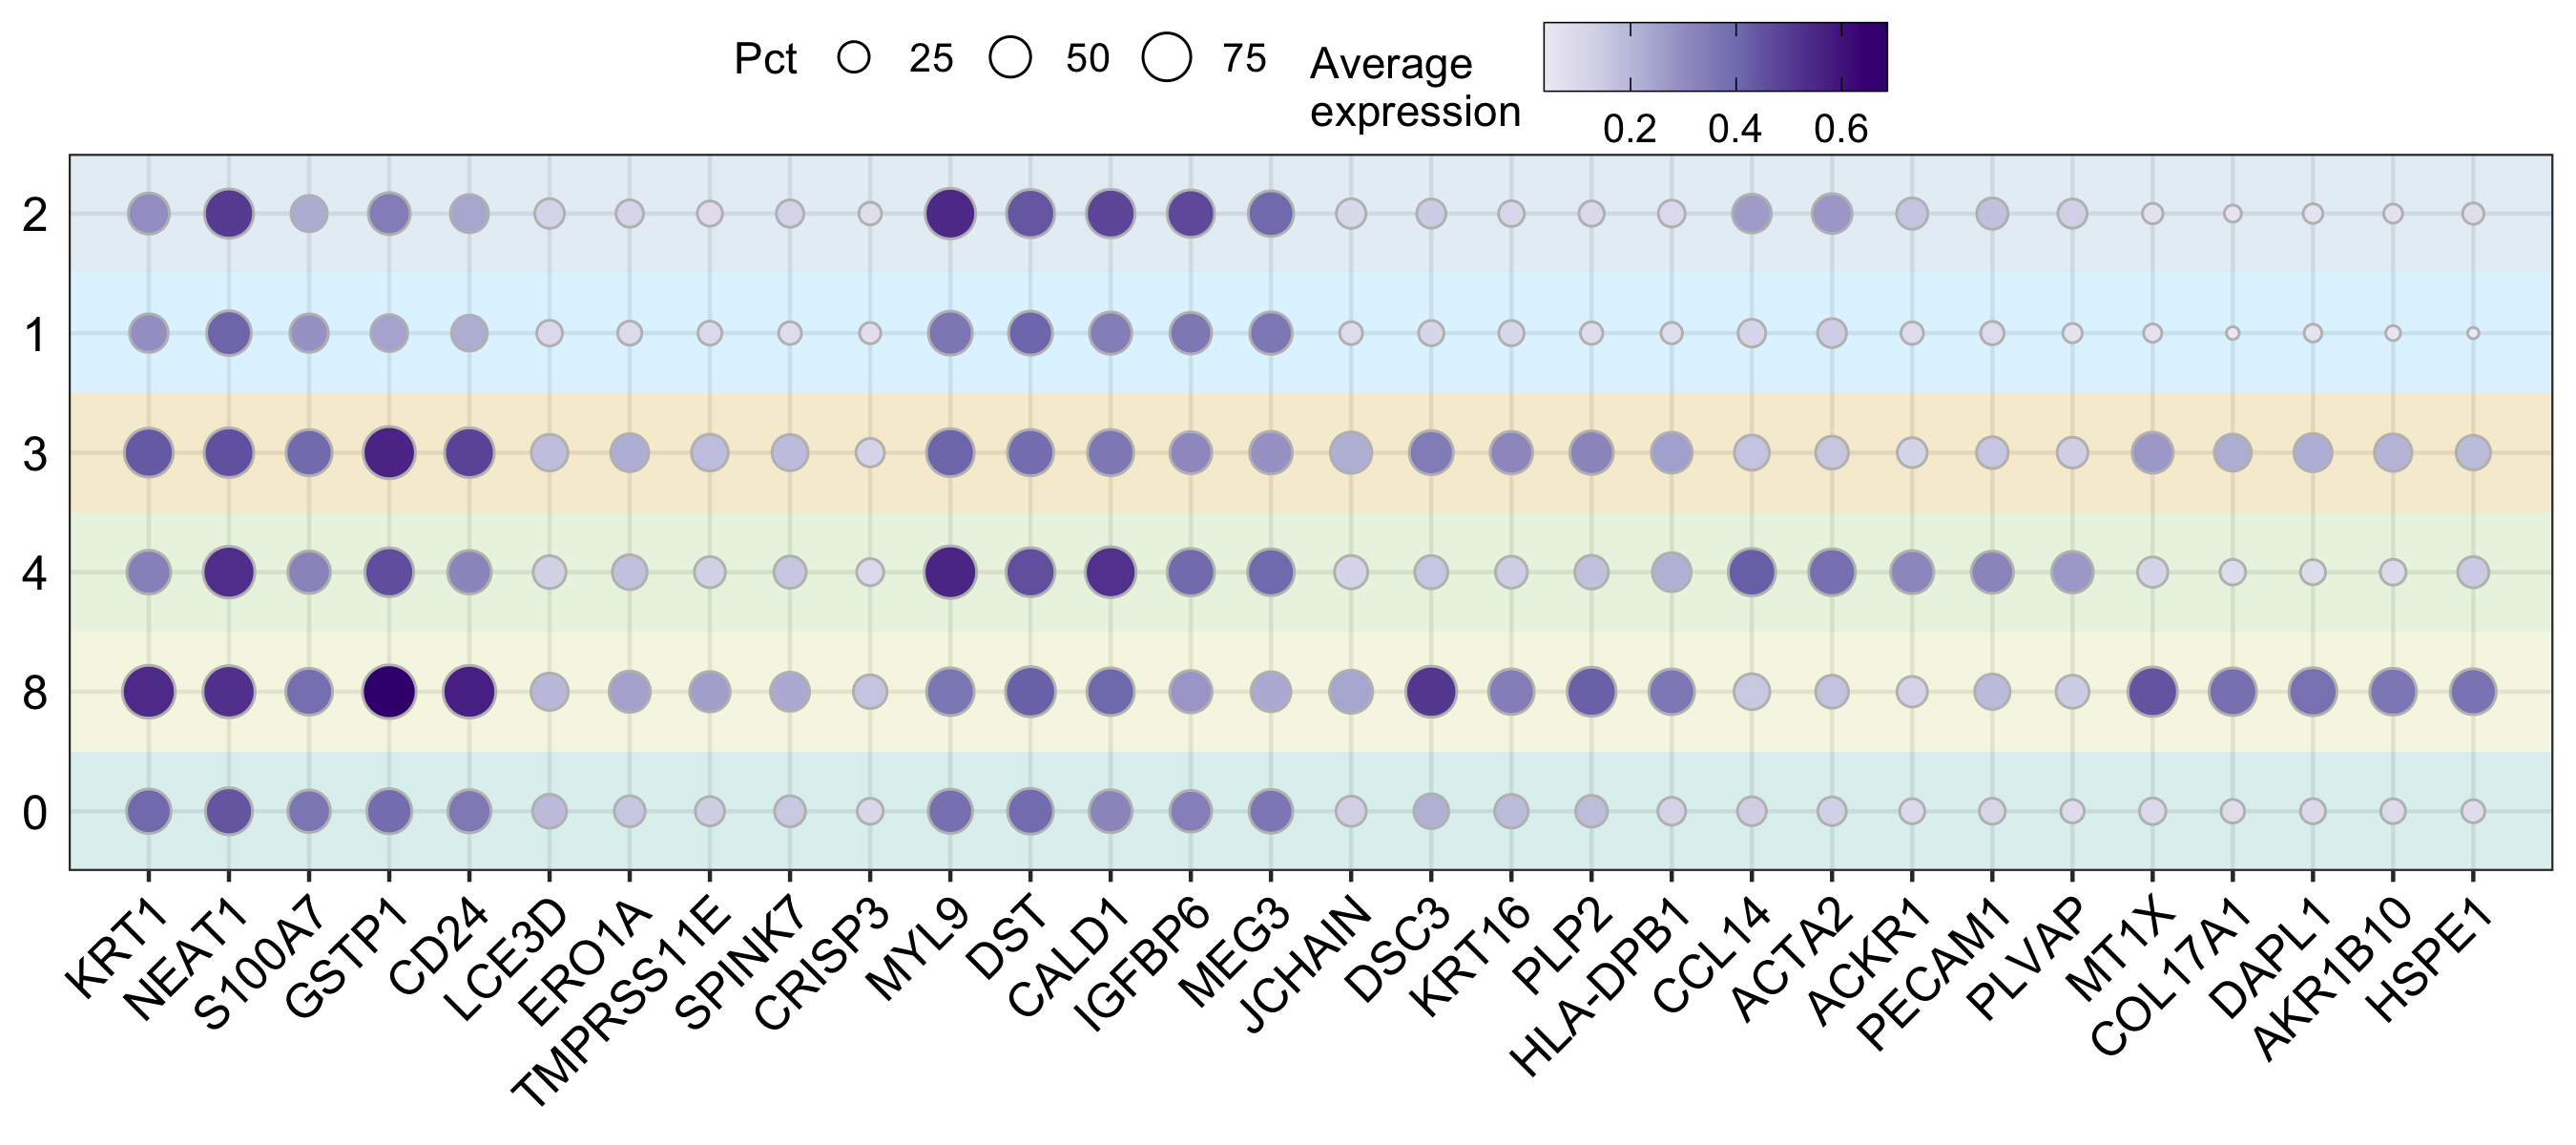 Pct 25 50 75 Average
expression
0.2 0.4 0.6
2
1
3
4
8
0
KRT1 NEAT1 S100A7 GSTP1 CD24 LCE3D ERO1A TMPRSS11E SPINK7 CRISP3 MYL9 DST CALD1 IGFBP6 MEG3 JCHAIN DSC3 KRT16 PLP2 HLA-DPB1 CCL14 ACTA2 ACKR1 PECAM1 PLVAP MT1X COL17A1 DAPL1 AKR1B10 HSPE1